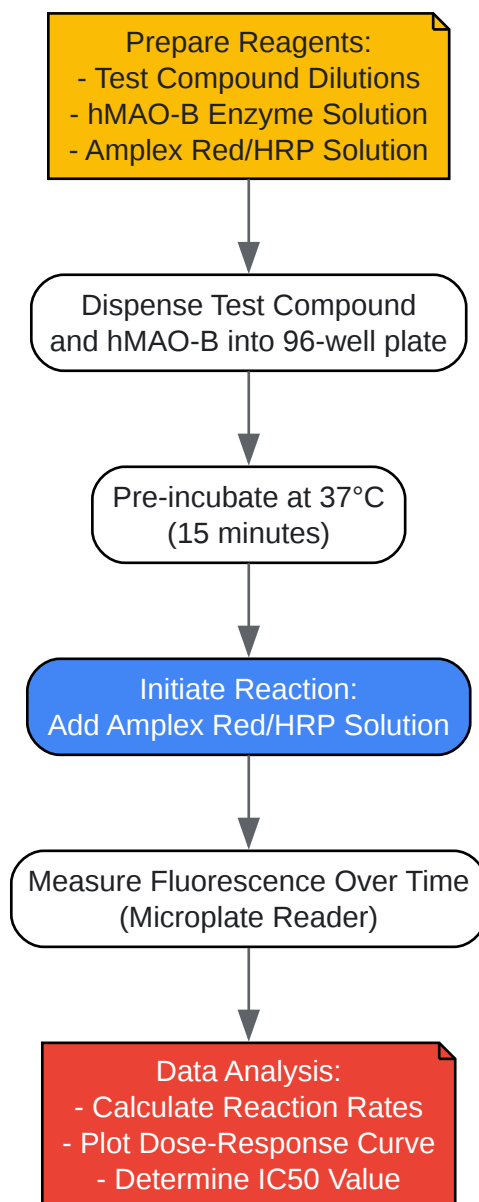 Prepare Reagents:
- Test Compound Dilutions
- hMAO-B Enzyme Solution
- Amplex Red/HRP Solution
Dispense Test Compound
and hMAO-B into 96-well plate
Pre-incubate at 37°C
(15 minutes)
Initiate Reaction:
Add Amplex Red/HRP Solution
Measure Fluorescence Over Time
(Microplate Reader)
Data Analysis:
- Calculate Reaction Rates
- Plot Dose-Response Curve
- Determine IC50 Value